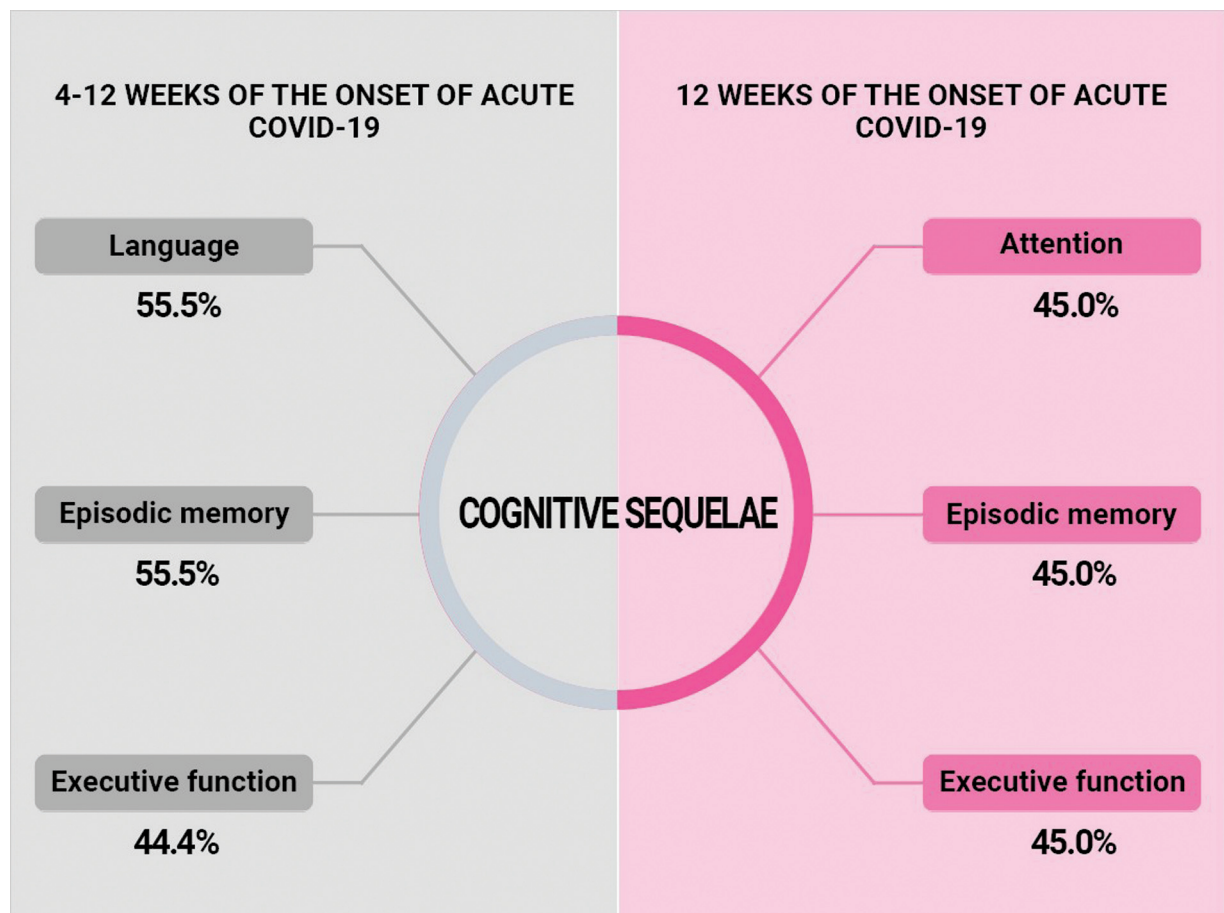 4-12 WEEKS OF THE ONSET OF ACUTE
COVID-19
Language
55.5%
Episodic memory
55.5%
Executive function
44.4%
COGNITIVE SEQUELAE
12 WEEKS OF THE ONSET OF ACUTE
COVID-19
Attention
45.0%
Episodic memory
45.0%
Executive function
45.0%